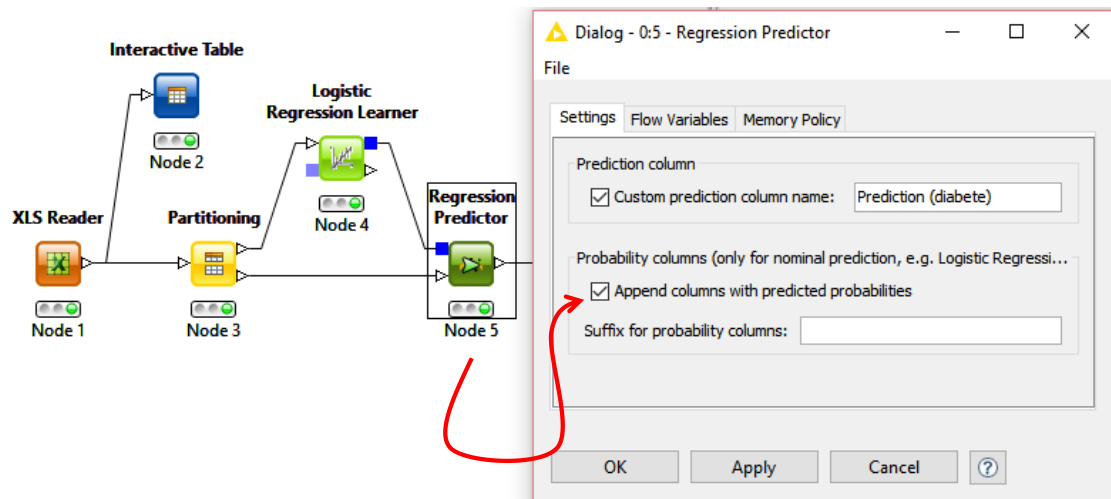 Interactive Table
Node 2
Logistic
Regression Learner
Node 4
XLS Reader
Node 1
Partitioning
Node 3
Regression
Predictor
Node 5
Dialog - 0:5 - Regression Predictor
File
Settings
Flow Variables
Memory Policy
Prediction column
Custom prediction column name:
Prediction (diabete)
Probability columns (only for nominal prediction, e.g. Logistic Regressi...
Append columns with predicted probabilities
Suffix for probability columns:
OK
Apply
Cancel
?